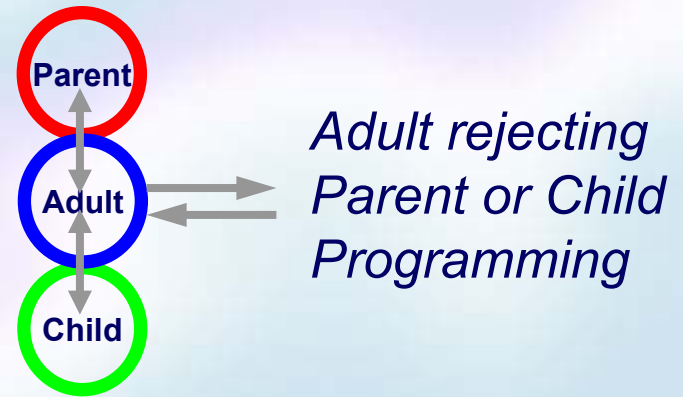 Parent
Adult
Child
Adult rejecting
Parent or Child
Programming